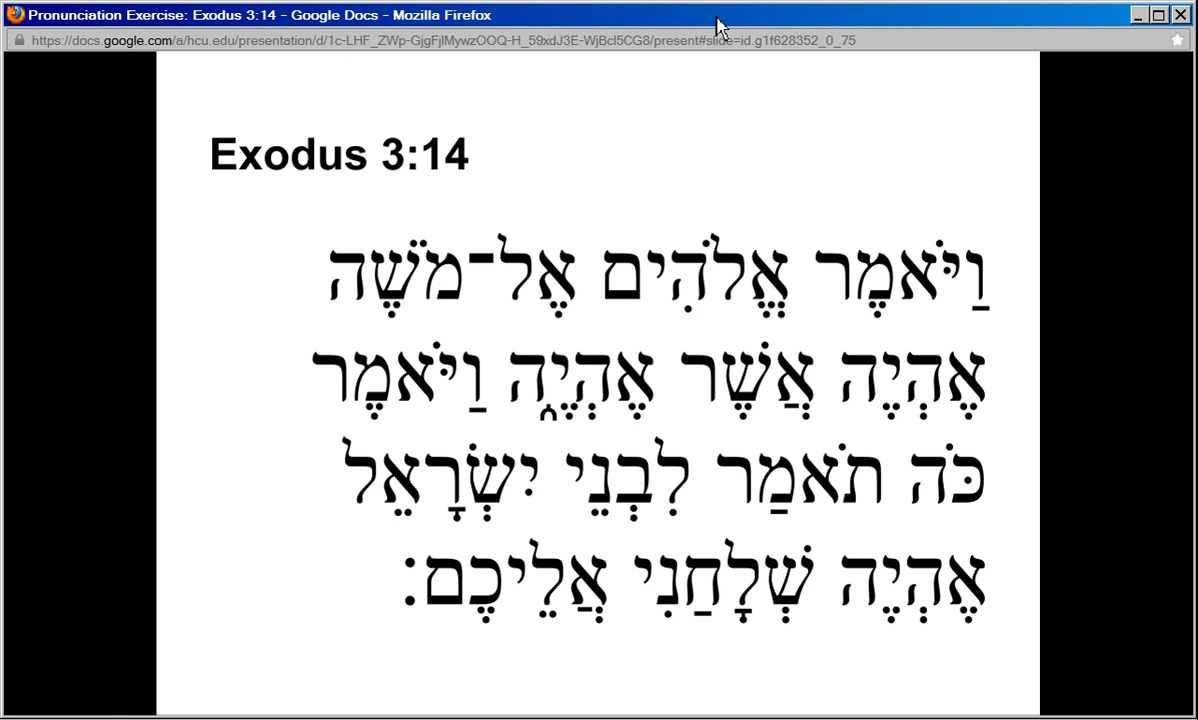 Pronunciation Exercise: Exodus 3:14 - Google Docs - Mozilla Firefox
https://docs.google.com/a/hcu.edu/presentation/d/1c-LHF_ZWp-GjgFjlMywzOOQ-H_59xdJ3E-WjBcl5CG8/present#slide=id.g1f628352_0_75
Exodus 3:14
וַיֹּאמֶר אֱלֹהִים אֶל־מֹשֶׁה
אֶהְיֶה אֲשֶׁר אֶהְיֶ֑ה וַיֹּאמֶר
כֹּה תֹאמַר לִבְנֵי יִשְׂרָאֵל
אֶהְיֶה שְׁלָחַנִי אֲלֵיכֶם׃